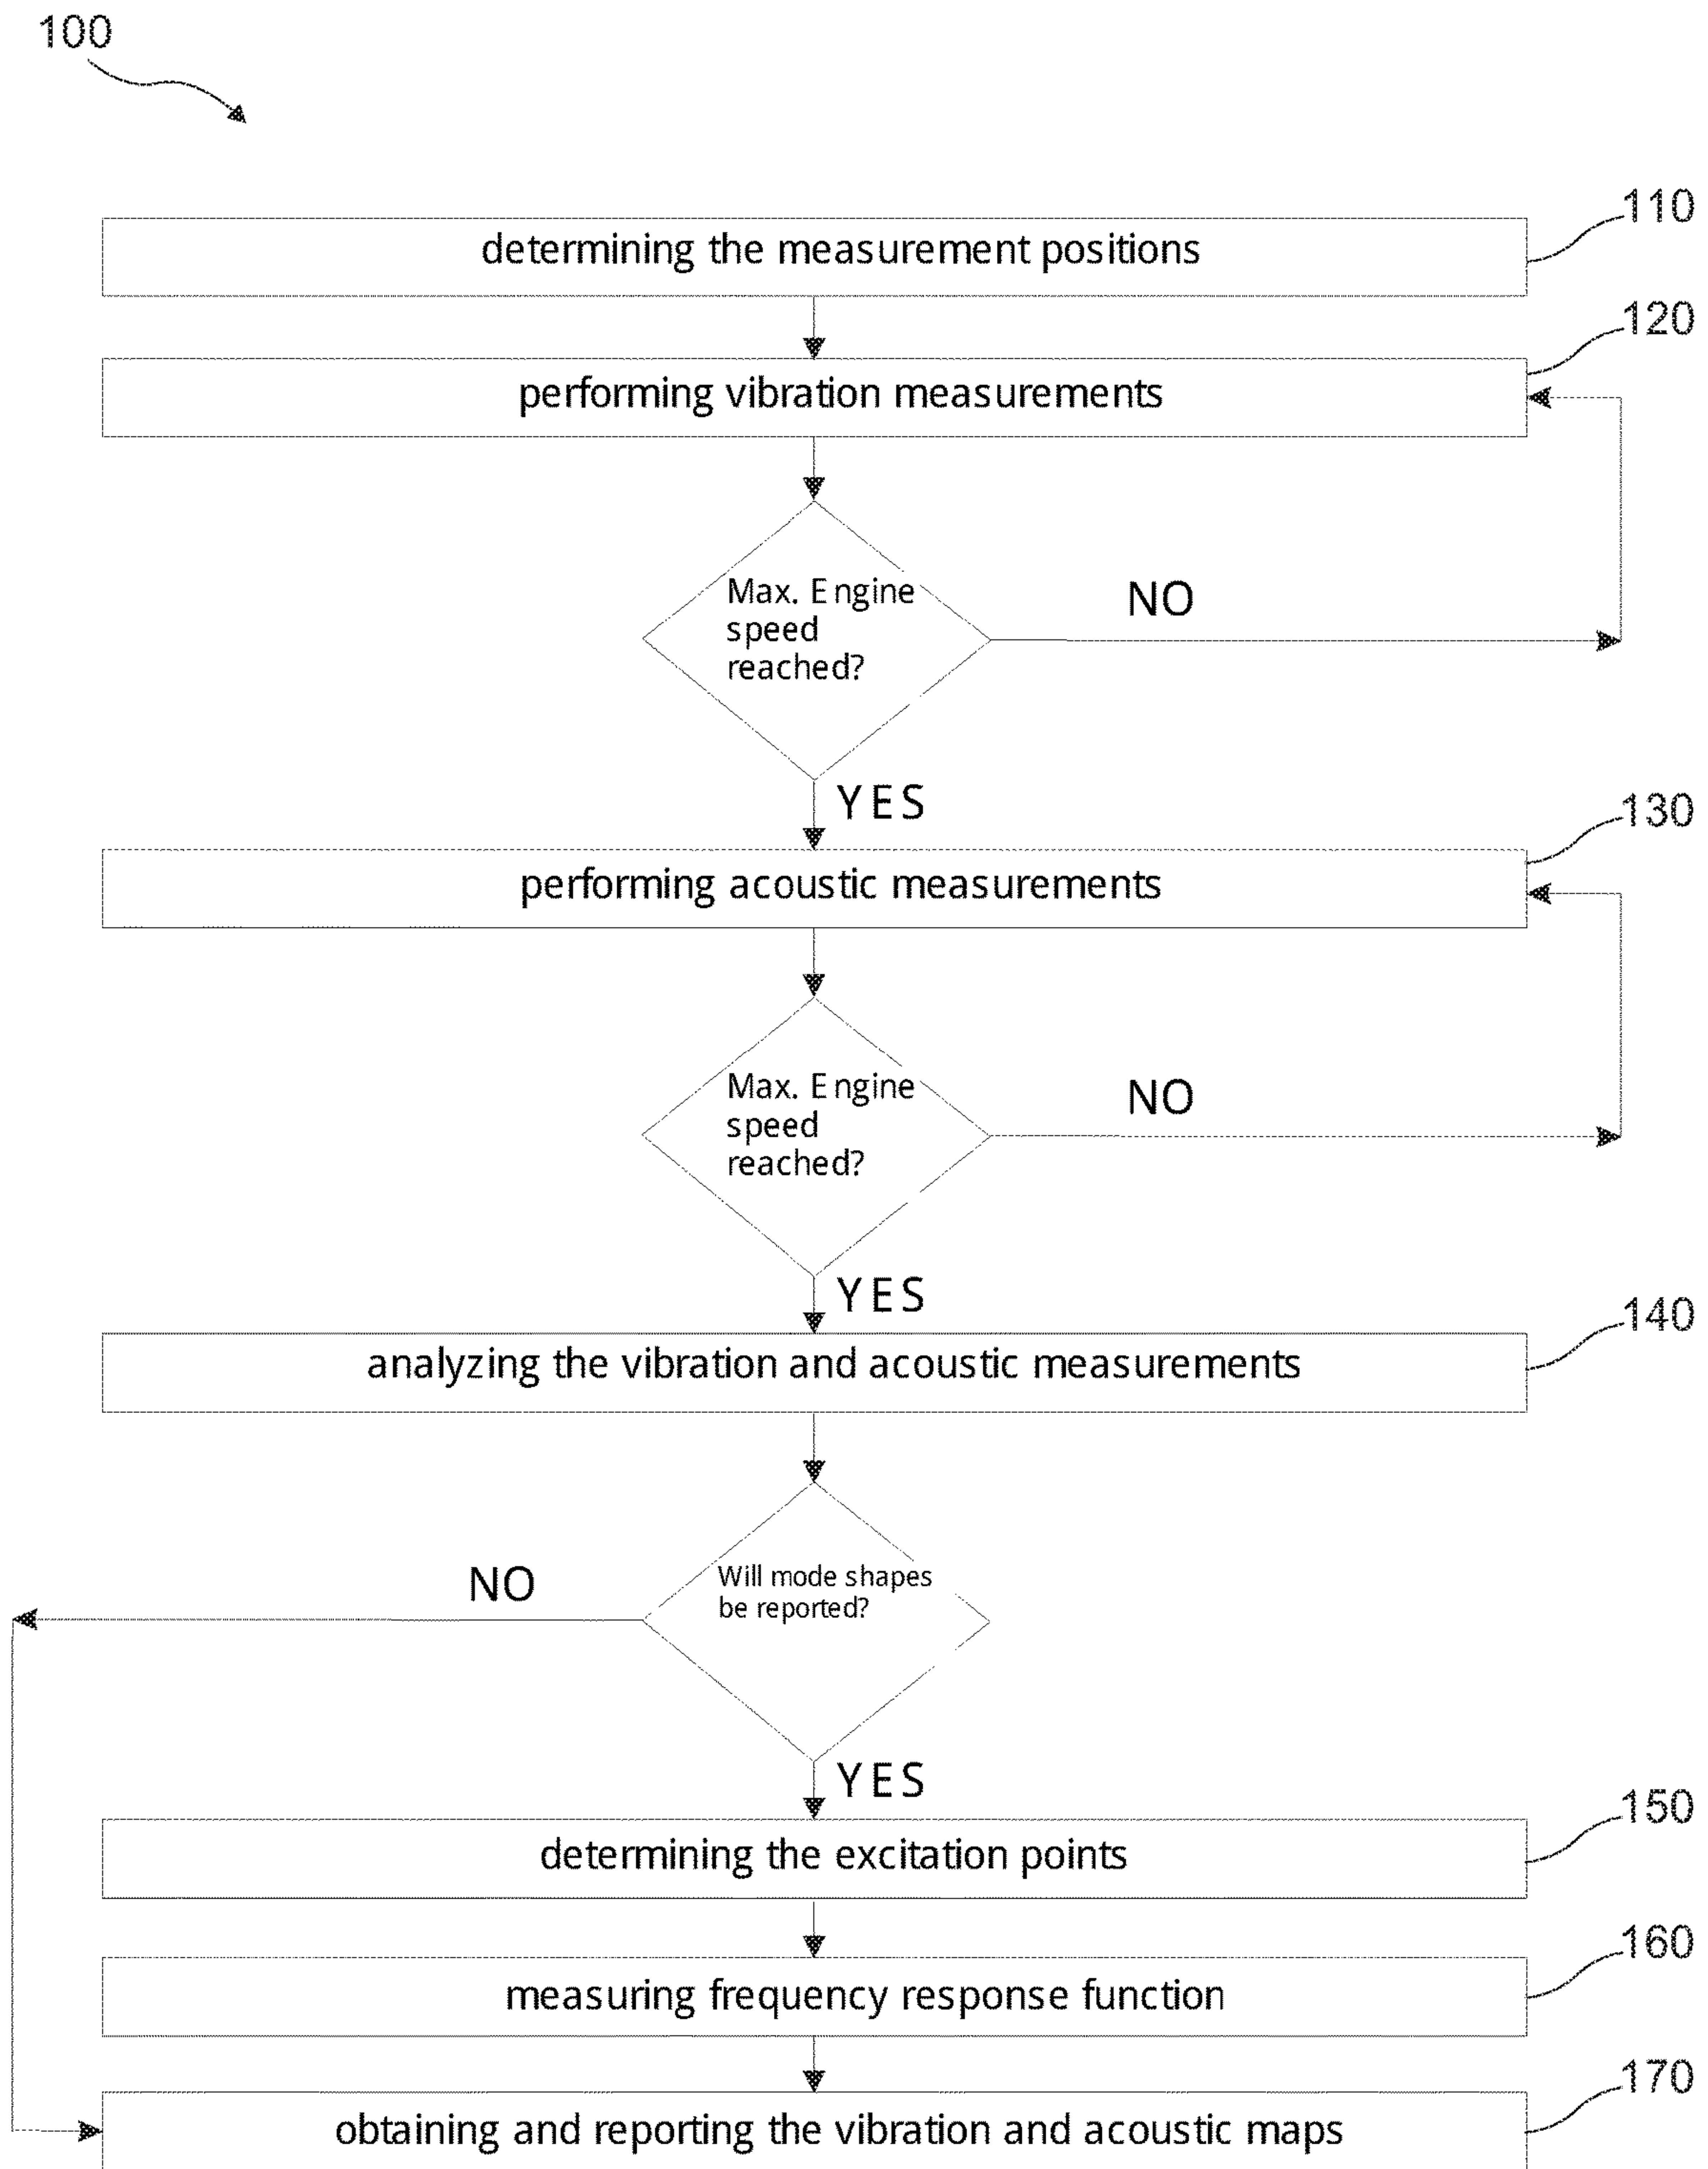 100
110
determining the measurement positions
120
performing vibration measurements
Max. Engine
speed
reached?
NO
YES
130
performing acoustic measurements
Max. Engine
speed
reached?
NO
YES
140
analyzing the vibration and acoustic measurements
Will mode shapes
be reported?
NO
YES
150
determining the excitation points
160
measuring frequency response function
170
obtaining and reporting the vibration and acoustic maps